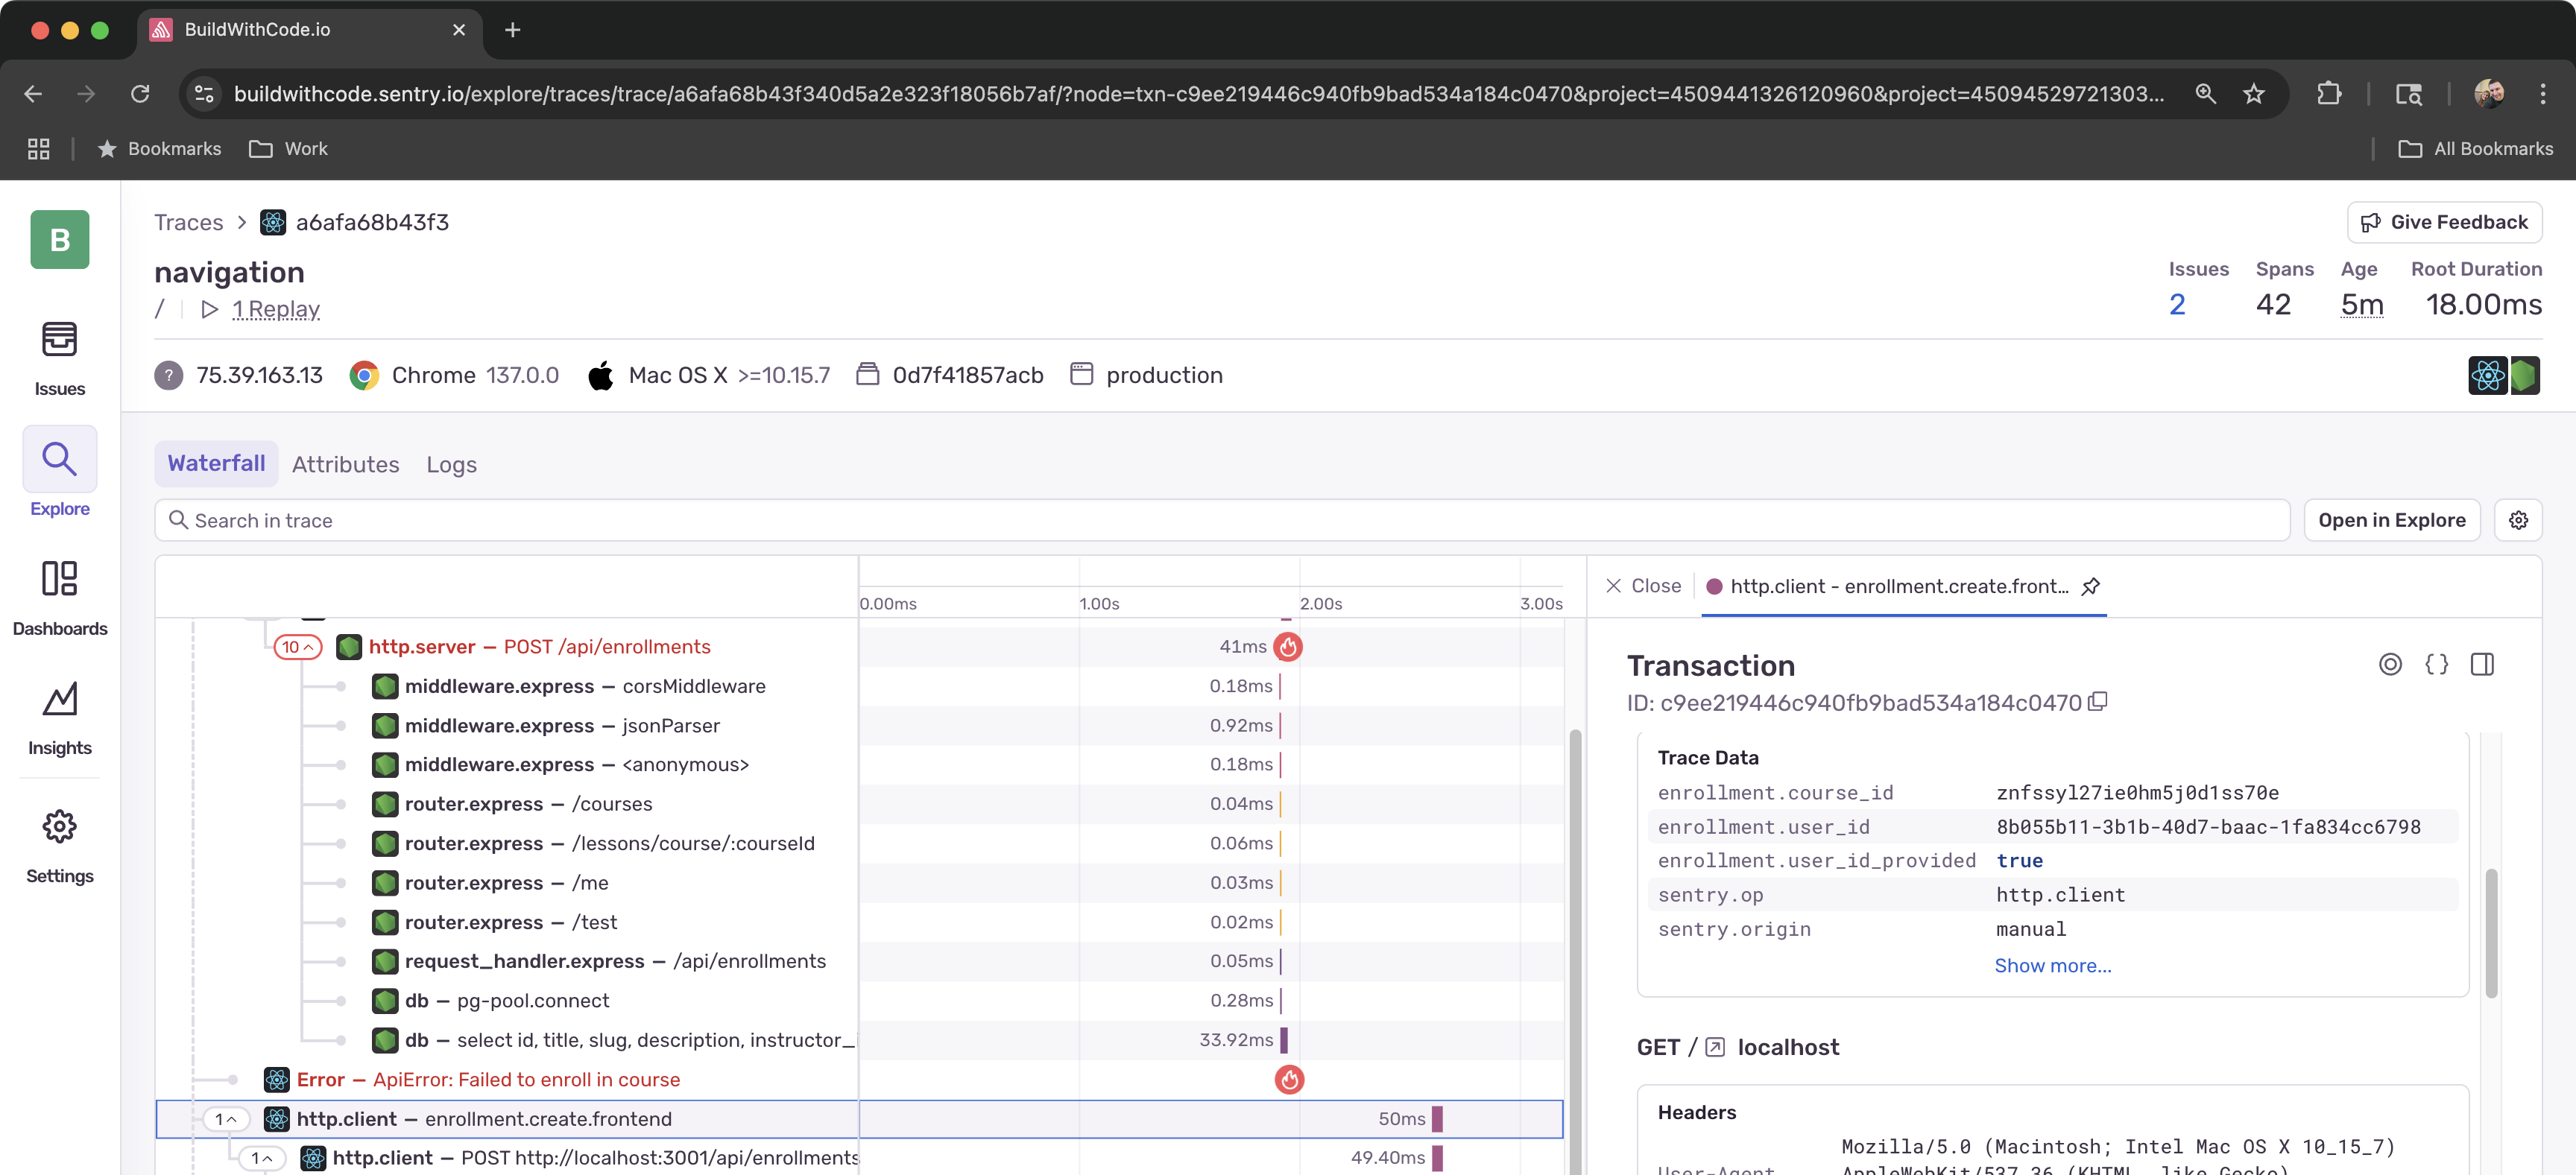 BuildWithCode.io
buildwithcode.sentry.io/explore/traces/trace/a6afa68b43f340d5a2e323f18056b7af/?node=txn-c9ee219446c940fb9bad534a184c0470&project=4509441326120960&project=45094529721303...
Bookmarks Work All Bookmarks
B
Issues
Explore
Dashboards
Insights
Settings
Traces > a6afa68b43f3 Give Feedback
navigation
/ 1 Replay
Issues Spans Age Root Duration
2 42 5m 18.00ms
? 75.39.163.13 Chrome 137.0.0 Mac OS X >=10.15.7 0d7f41857acb production
Waterfall Attributes Logs
Search in trace Open in Explore
0.00ms 1.00s 2.00s 3.00s
10 http.server — POST /api/enrollments 41ms
middleware.express — corsMiddleware 0.18ms
middleware.express — jsonParser 0.92ms
middleware.express — <anonymous> 0.18ms
router.express — /courses 0.04ms
router.express — /lessons/course/:courseId 0.06ms
router.express — /me 0.03ms
router.express — /test 0.02ms
request_handler.express — /api/enrollments 0.05ms
db — pg-pool.connect 0.28ms
db — select id, title, slug, description, instructor_ 33.92ms
Error — ApiError: Failed to enroll in course
1 http.client — enrollment.create.frontend 50ms
1 http.client — POST http://localhost:3001/api/enrollments 49.40ms
Close http.client - enrollment.create.front...
Transaction
ID: c9ee219446c940fb9bad534a184c0470
Trace Data
enrollment.course_id znfssyl27ie0hm5j0d1ss70e
enrollment.user_id 8b055b11-3b1b-40d7-baac-1fa834cc6798
enrollment.user_id_provided true
sentry.op http.client
sentry.origin manual
Show more...
GET / localhost
Headers
Mozilla/5.0 (Macintosh; Intel Mac OS X 10_15_7)
User-Agent AppleWebKit/537.36 (KHTML, like Gecko)